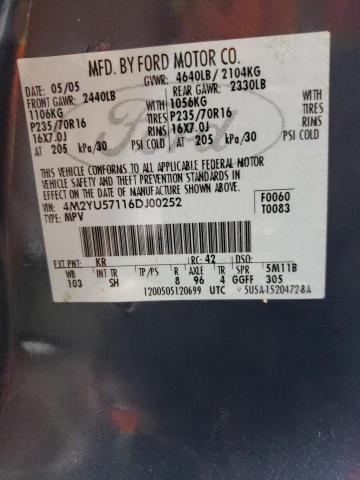 MFD. BY FORD MOTOR CO.
DATE: 05/05 GVWR: 4640LB/ 2104KG
FRONT GAWR: 2440LB REAR GAWR: 2330LB
1106KG WITH 1056KG WITH
P235/70R16 TIRES P235/70R16 TIRES
16X7.0J RIMS 16X7.0J RIMS
AT 205 kPa/30 PSI COLD AT 205 kPa/30 PSI COLD
THIS VEHICLE CONFORMS TO ALL APPLICABLE FEDERAL MOTOR
VEHICLE SAFETY AND THEFT PREVENTION STANDARDS IN
EFFECT ON THE DATE OF MANUFACTURE SHOWN ABOVE.
VIN: 4M2YU57116DJ00252 F0060
TYPE: MPV T0083
Ford
EXT PNT: KR RC: 42 DSO:
WB INT TR TP/PS R AXLE TR SPR 5M11B
103 SH 8 96 4 GGFF 305
1200505120699 UTC 5U5A-1520472-BA